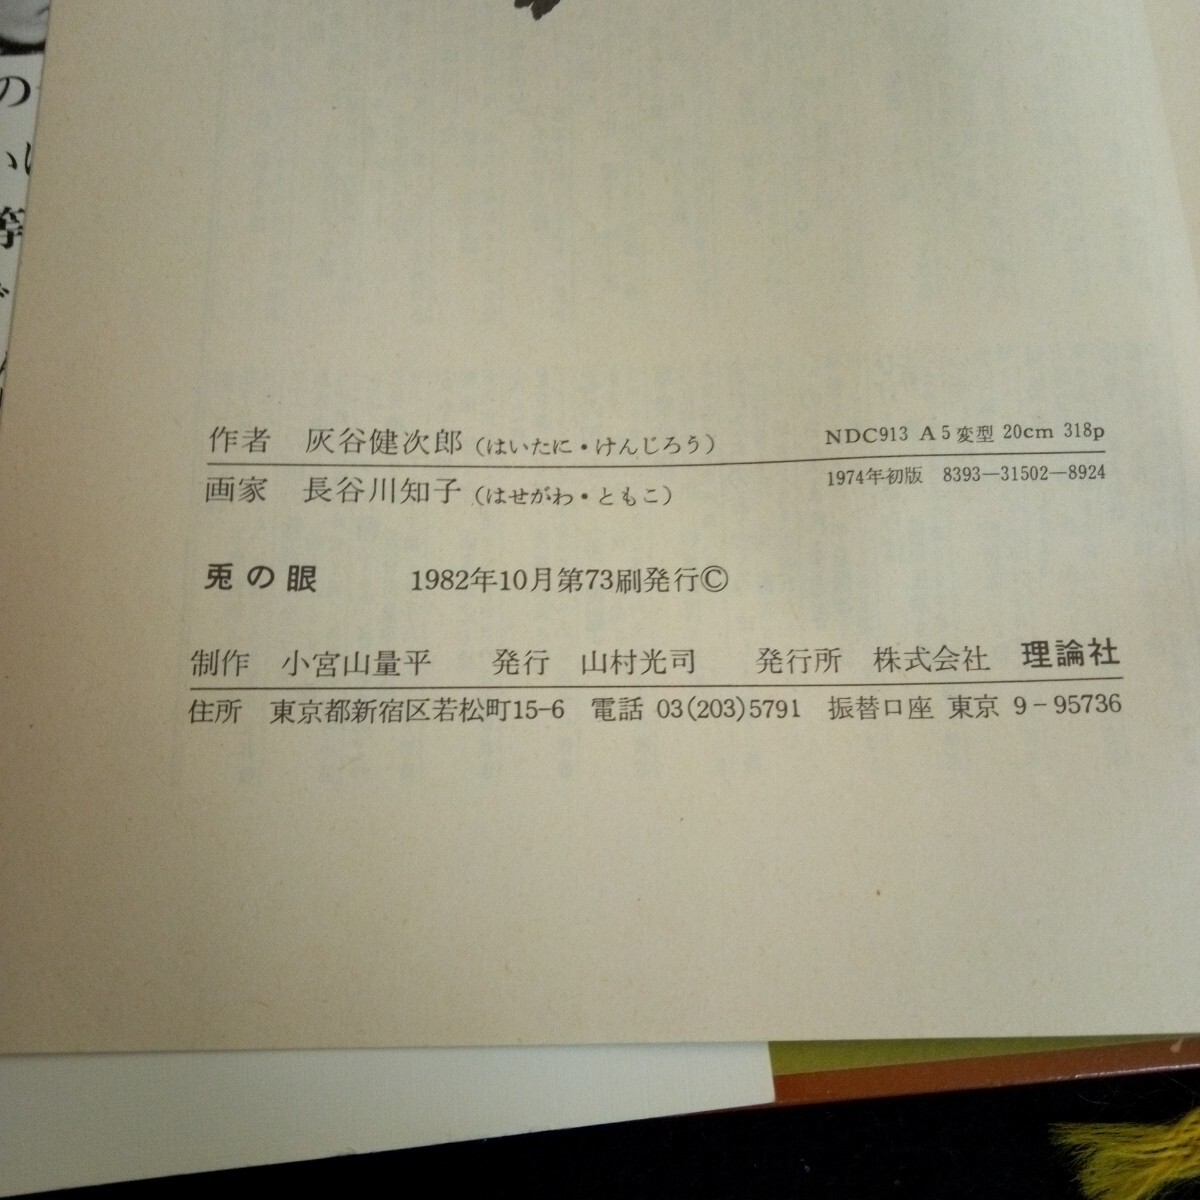 作者 灰谷健次郎(はいたに・けんじろう) NDC913 A5変型 20cm 318p
画家 長谷川知子(はせがわ・ともこ) 1974年初版 8393—31502—8924
兎の眼 1982年10月第73刷発行©
制作 小宮山量平 発行 山村光司 発行所 株式会社 理論社
住所 東京都新宿区若松町15-6 電話 03(203)5791 振替口座 東京 9-95736
の
い
等